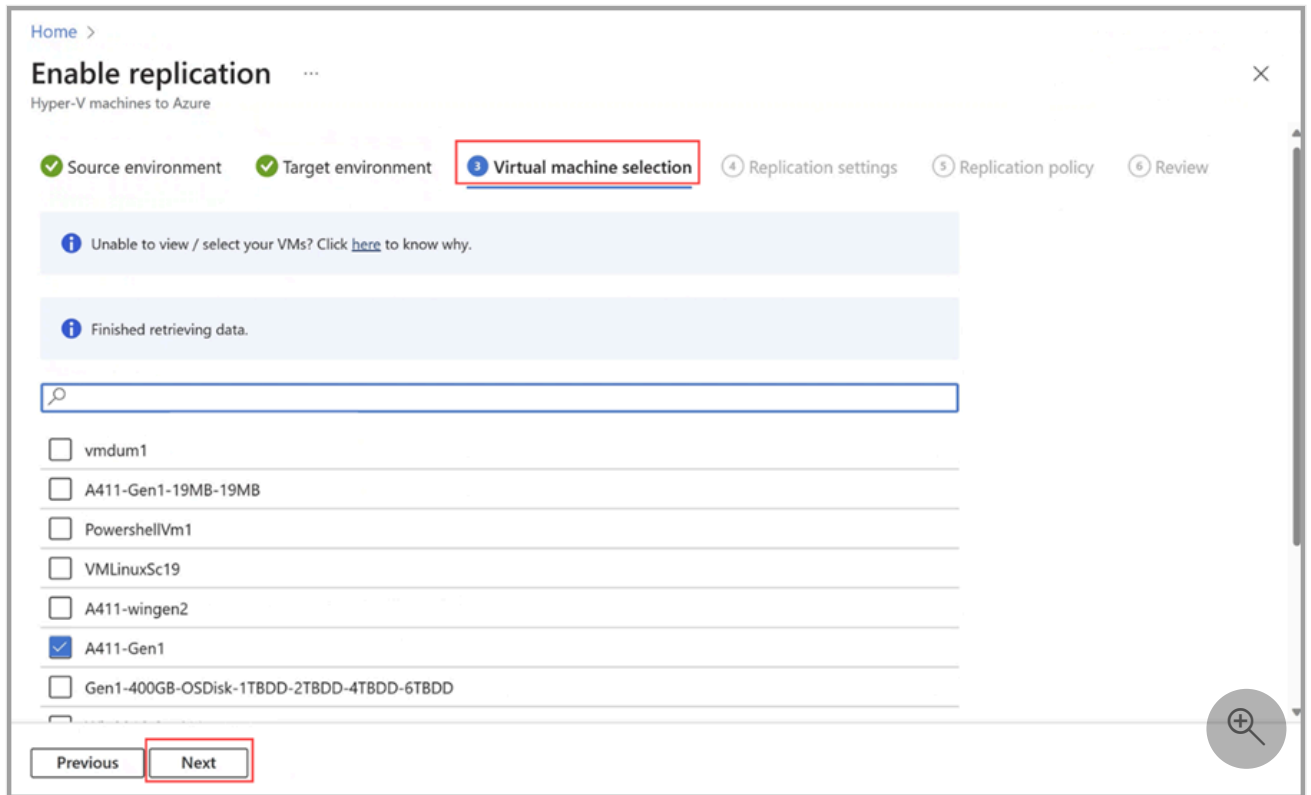 Home >
Enable replication ...
Hyper-V machines to Azure
Source environment Target environment 3 Virtual machine selection 4 Replication settings 5 Replication policy 6 Review
Unable to view / select your VMs? Click here to know why.
Finished retrieving data.
vmdum1
A411-Gen1-19MB-19MB
PowershellVm1
VMLinuxSc19
A411-wingen2
A411-Gen1
Gen1-400GB-OSDisk-1TBDD-2TBDD-4TBDD-6TBDD
Previous Next